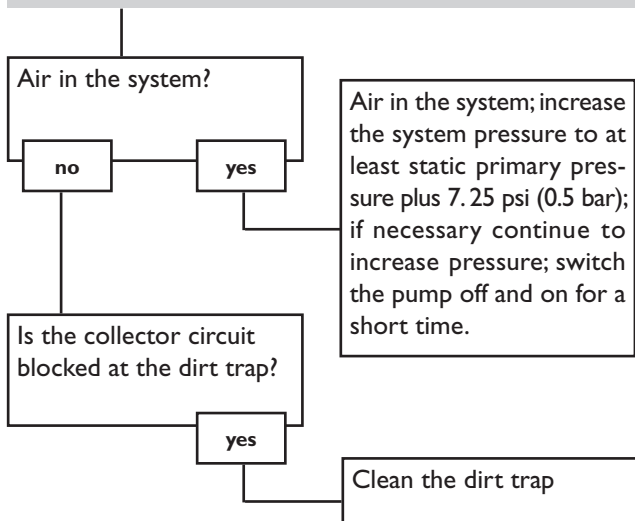 Air in the system?
no
yes
Air in the system; increase
the system pressure to at
least static primary pres-
sure plus 7. 25 psi (0.5 bar);
if necessary continue to
increase pressure; switch
the pump off and on for a
short time.
Is the collector circuit
blocked at the dirt trap?
yes
Clean the dirt trap